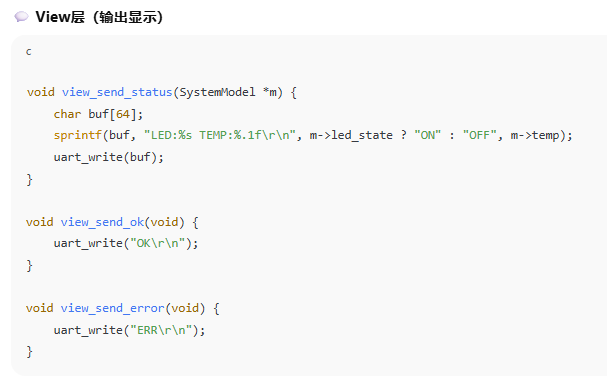 View层（输出显示）
c
void view_send_status(SystemModel *m) {
    char buf[64];
    sprintf(buf, "LED:%s TEMP:%.1f\r\n", m->led_state ? "ON" : "OFF", m->temp);
    uart_write(buf);
}
void view_send_ok(void) {
    uart_write("OK\r\n");
}
void view_send_error(void) {
    uart_write("ERR\r\n");
}